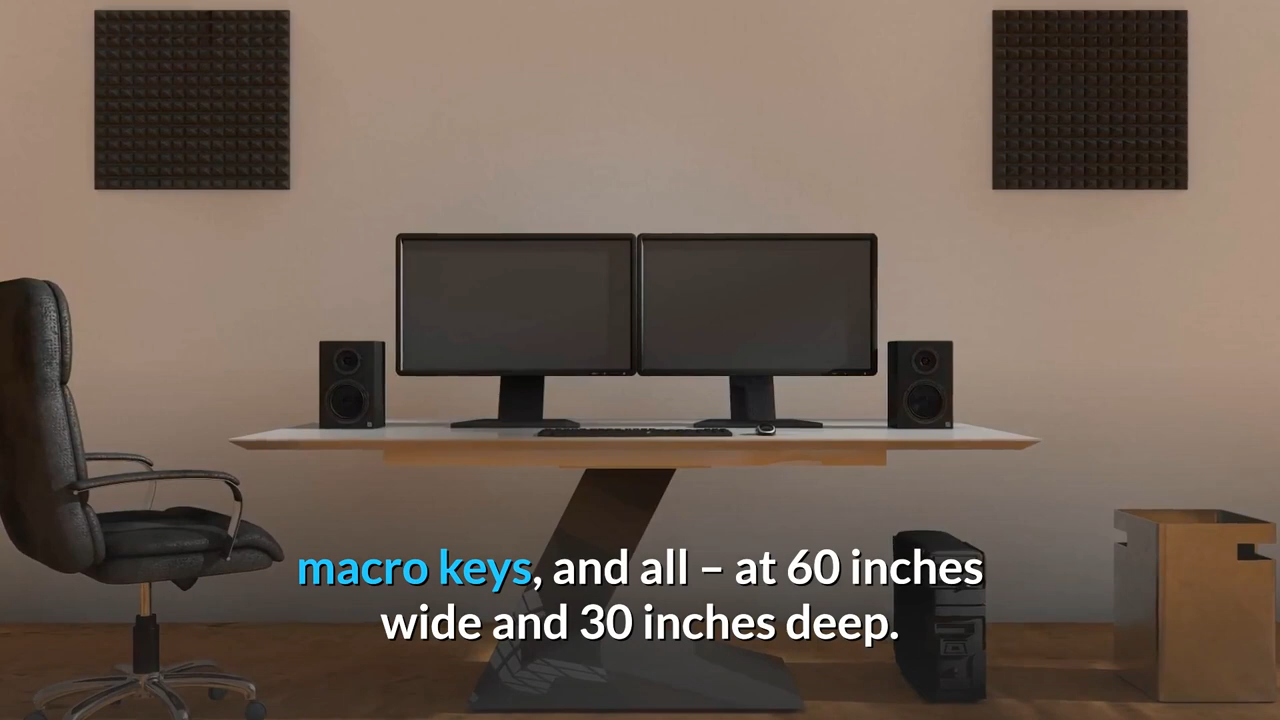 macro keys, and all – at 60 inches
wide and 30 inches deep.